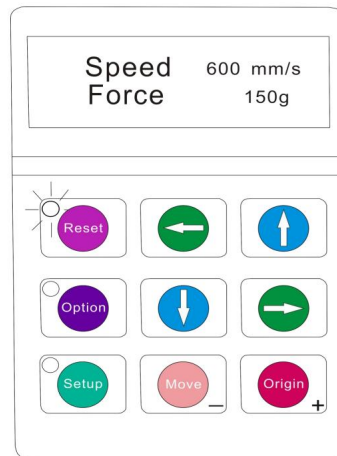 Speed 600 mm/s
Force 150g
Reset
Option
Setup Move − Origin +